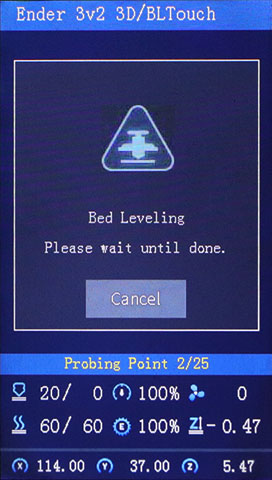 Ender 3v2 3D/BLTouch
Bed Leveling
Please wait until done.
Cancel
Probing Point 2/25
20/ 0 100% 0
60/ 60 E 100% Z -0.47
X 114.00 Y 37.00 Z 5.47